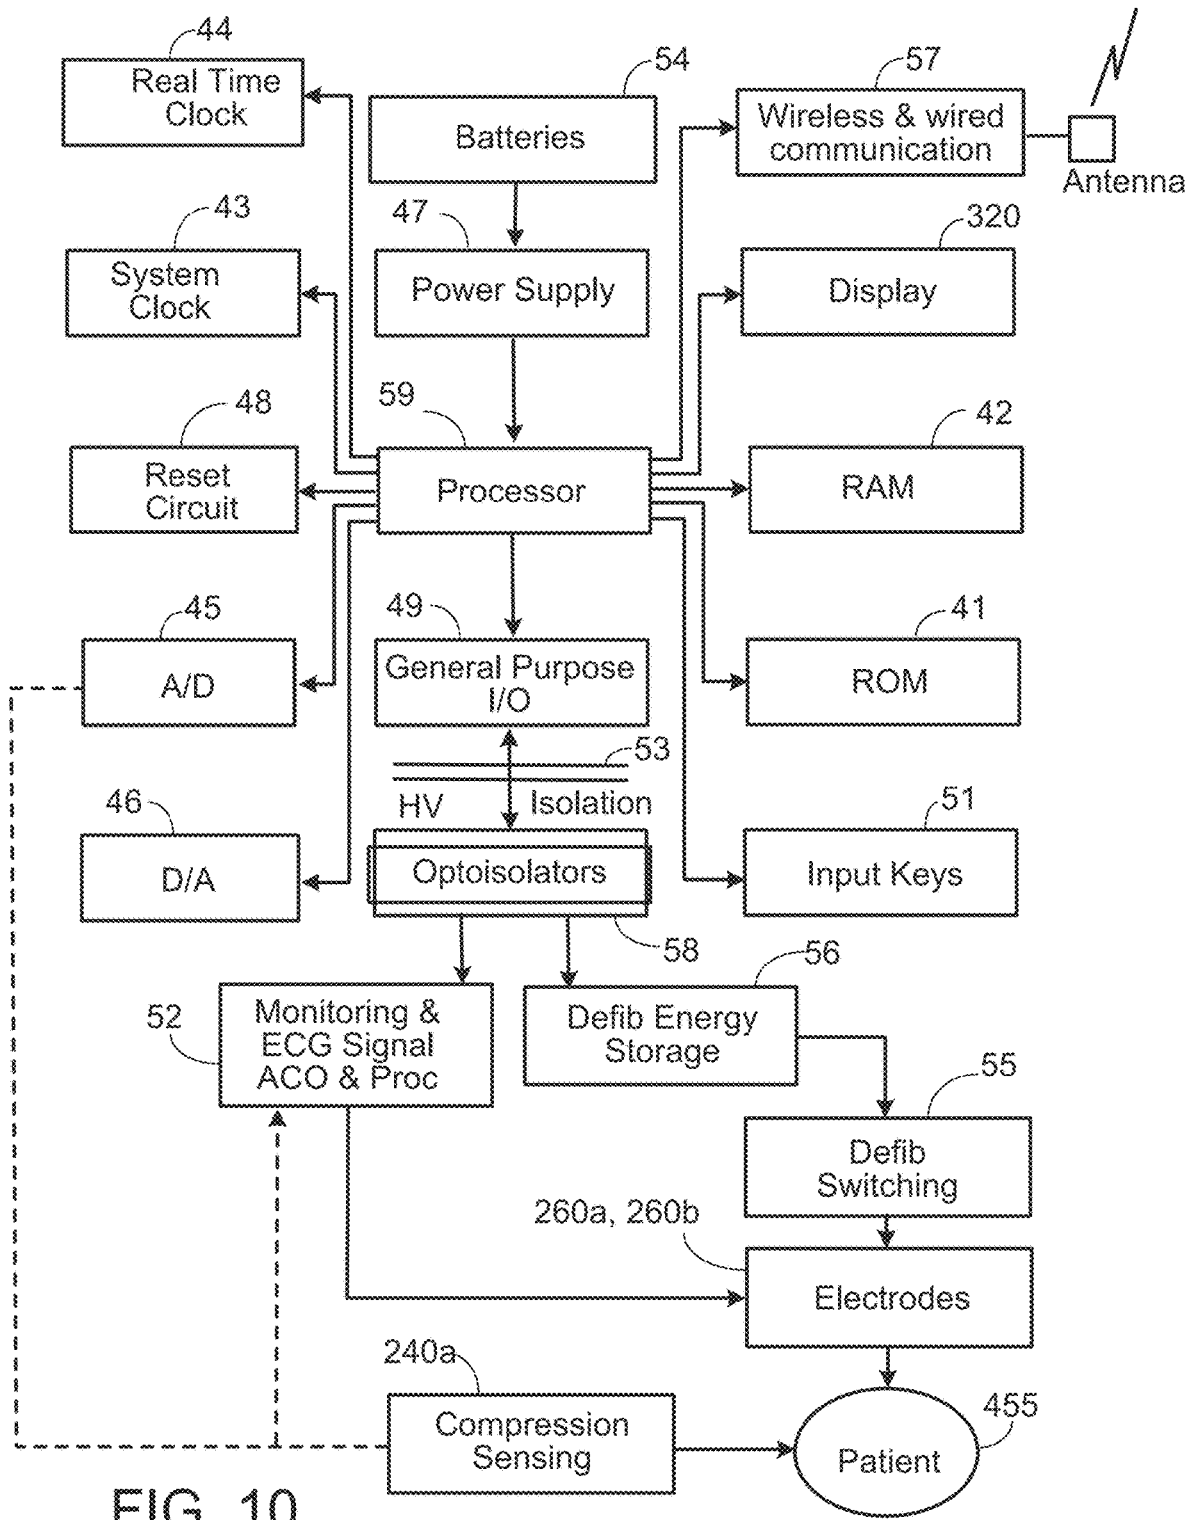 44
Real Time
Clock
54
Batteries
57
Wireless & wired
communication
Antenna
43
System
Clock
47
Power Supply
320
Display
48
Reset
Circuit
59
Processor
42
RAM
45
A/D
49
General Purpose
I/O
41
ROM
53
HV
Isolation
46
D/A
Optoisolators
58
51
Input Keys
52
Monitoring &
ECG Signal
ACO & Proc
56
Defib Energy
Storage
55
Defib
Switching
260a, 260b
Electrodes
240a
Compression
Sensing
455
Patient
FIG. 10